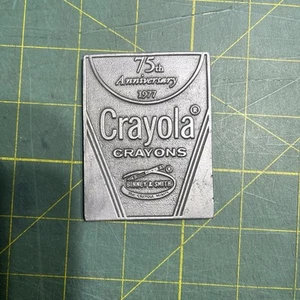 75th
Anniversary
1977
Crayola®
CRAYONS
®
BINNEY & SMITH